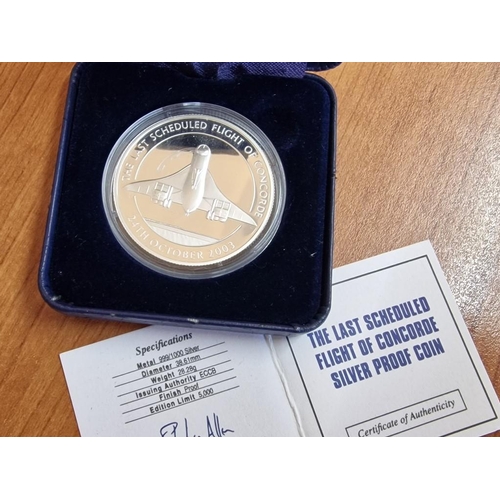 THE LAST SCHEDULED FLIGHT OF CONCORDE
24TH OCTOBER 2003
THE LAST SCHEDULED
FLIGHT OF CONCORDE
SILVER PROOF COIN
Certificate of Authenticity
Specifications
Metal 999/1000 Silver
Diameter 38.61mm
Weight 28.28g
Issuing Authority ECCB
Finish Proof
Edition Limit 5,000